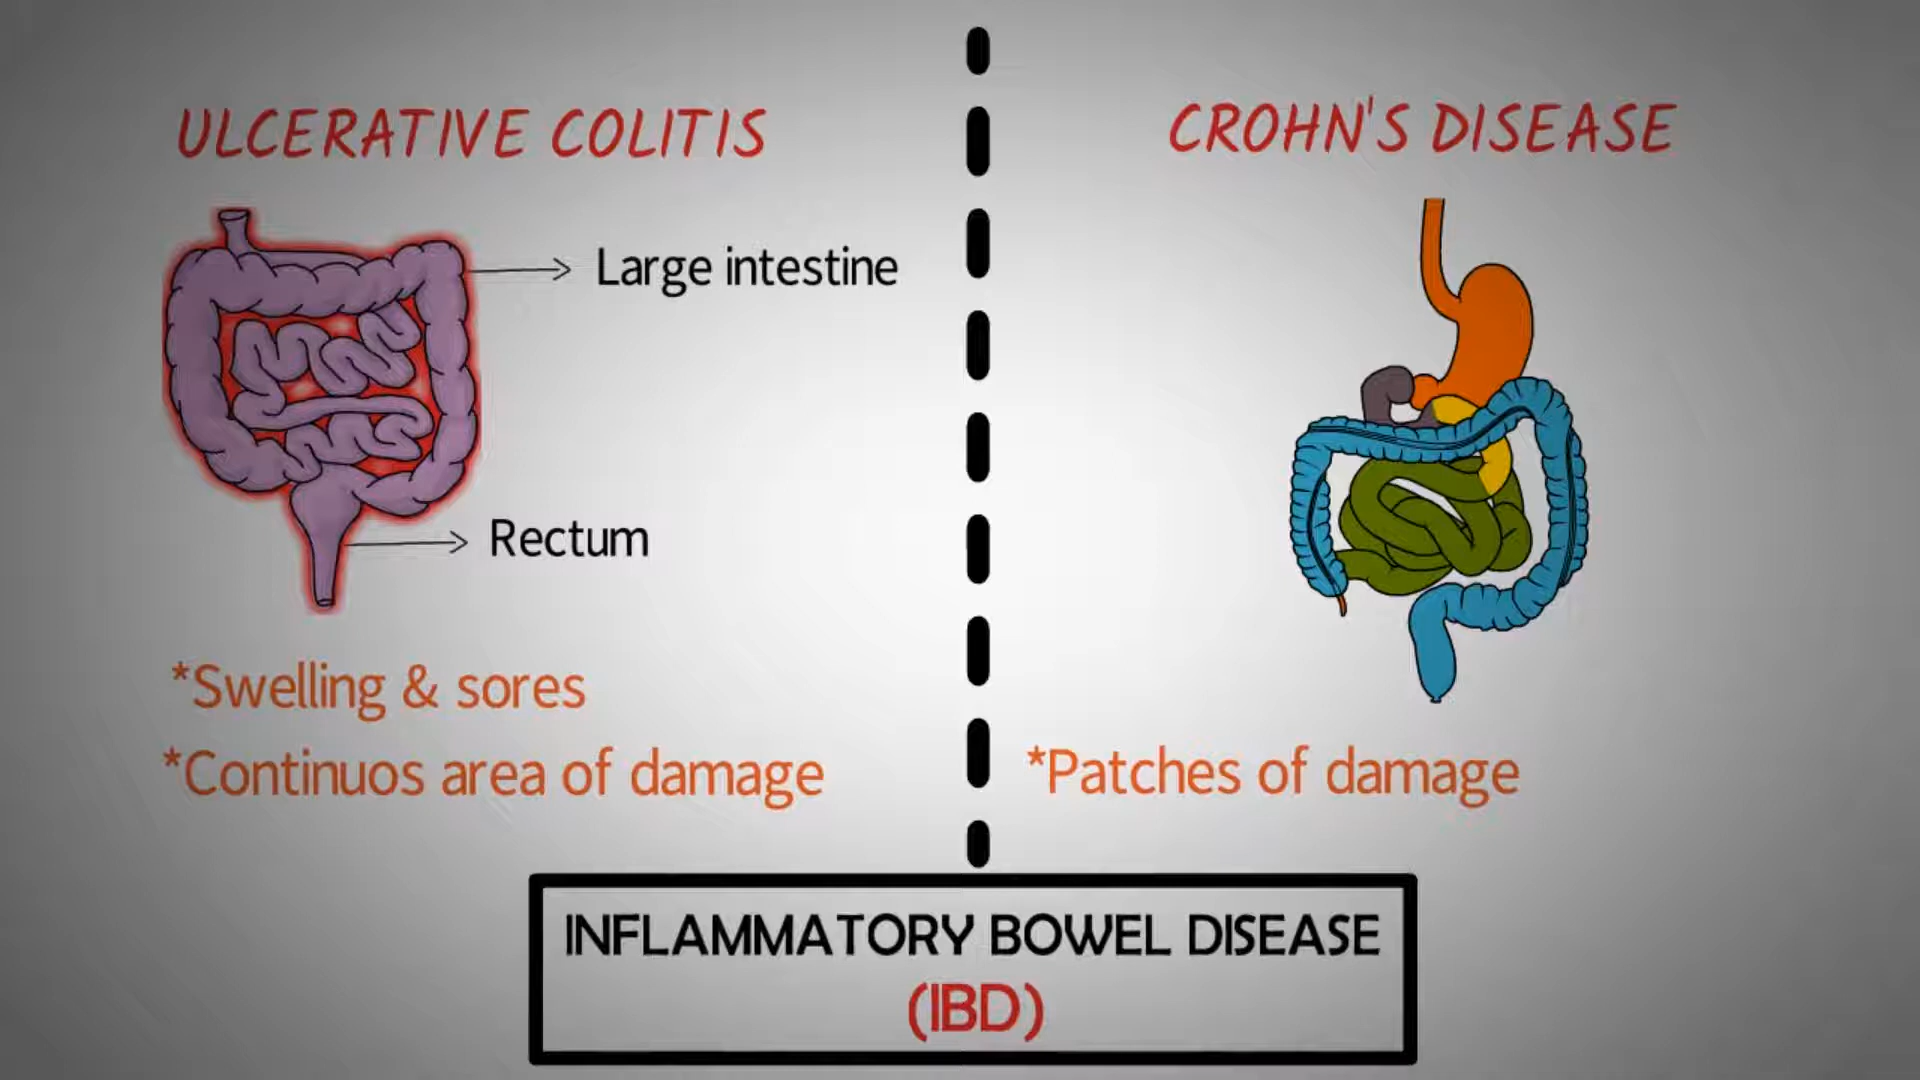 ULCERATIVE COLITIS
Large intestine
Rectum
*Swelling & sores
*Continuos area of damage
CROHN'S DISEASE
*Patches of damage
INFLAMMATORY BOWEL DISEASE
(IBD)